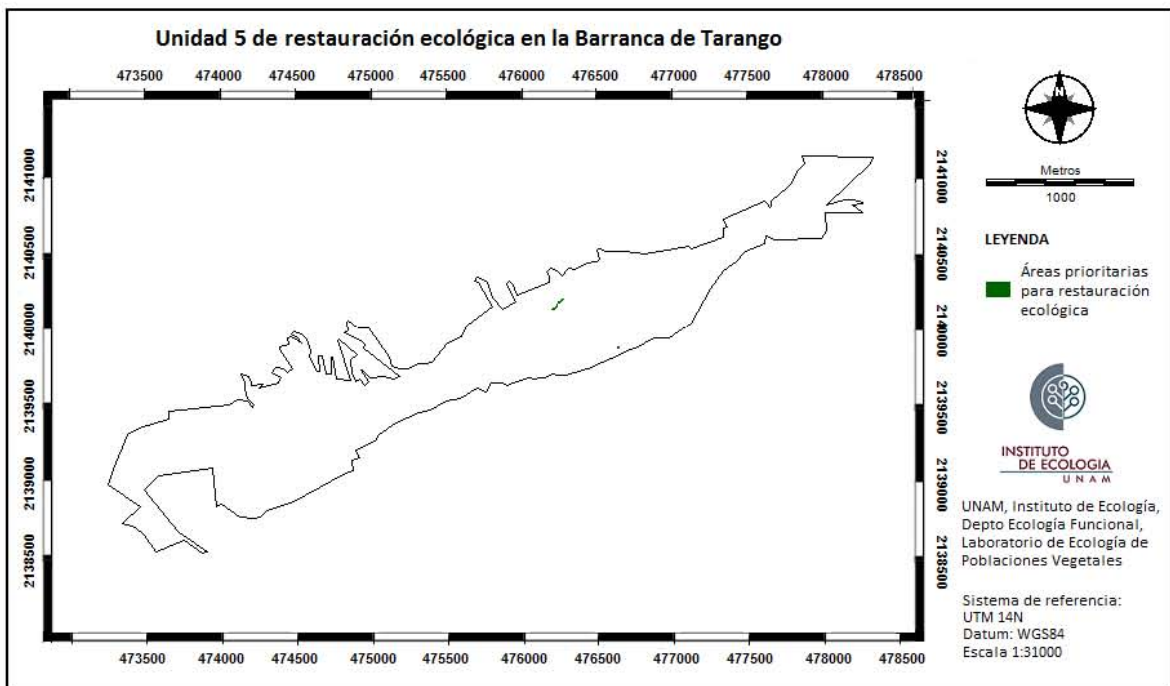 Unidad 5 de restauración ecológica en la Barranca de Tarango
473500 474000 474500 475000 475500 476000 476500 477000 477500 478000 478500
2141000
2140500
2140000
2139500
2139000
2138500
2141000
2140500
2140000
2139500
2139000
2138500
473500 474000 474500 475000 475500 476000 476500 477000 477500 478000 478500
N
Metros
1000
LEYENDA
Áreas prioritarias
para restauración
ecológica
INSTITUTO
DE ECOLOGIA
UNAM
UNAM, Instituto de Ecología,
Depto Ecología Funcional,
Laboratorio de Ecología de
Poblaciones Vegetales
Sistema de referencia:
UTM 14N
Datum: WGS84
Escala 1:31000